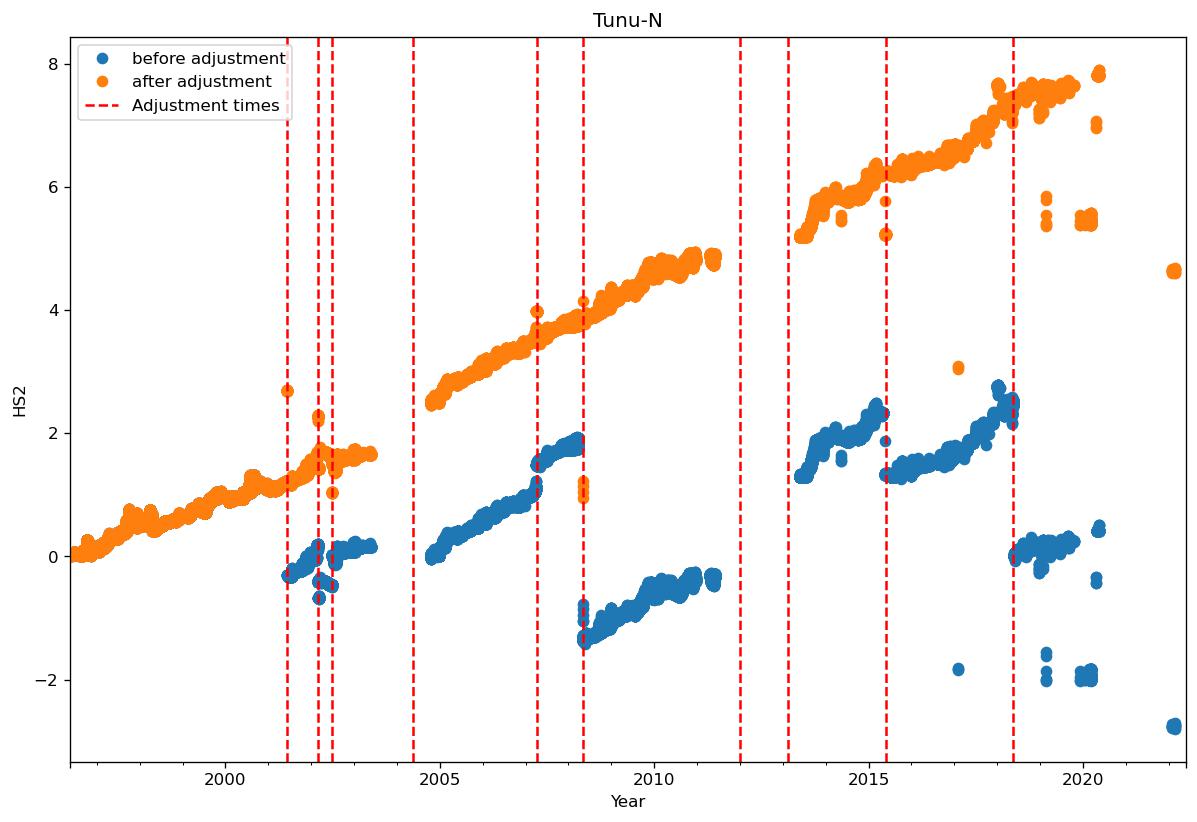 Tunu-N
before adjustment
after adjustment
Adjustment times
8
6
4
2
0
−2
HS2
2000 2005 2010 2015 2020
Year